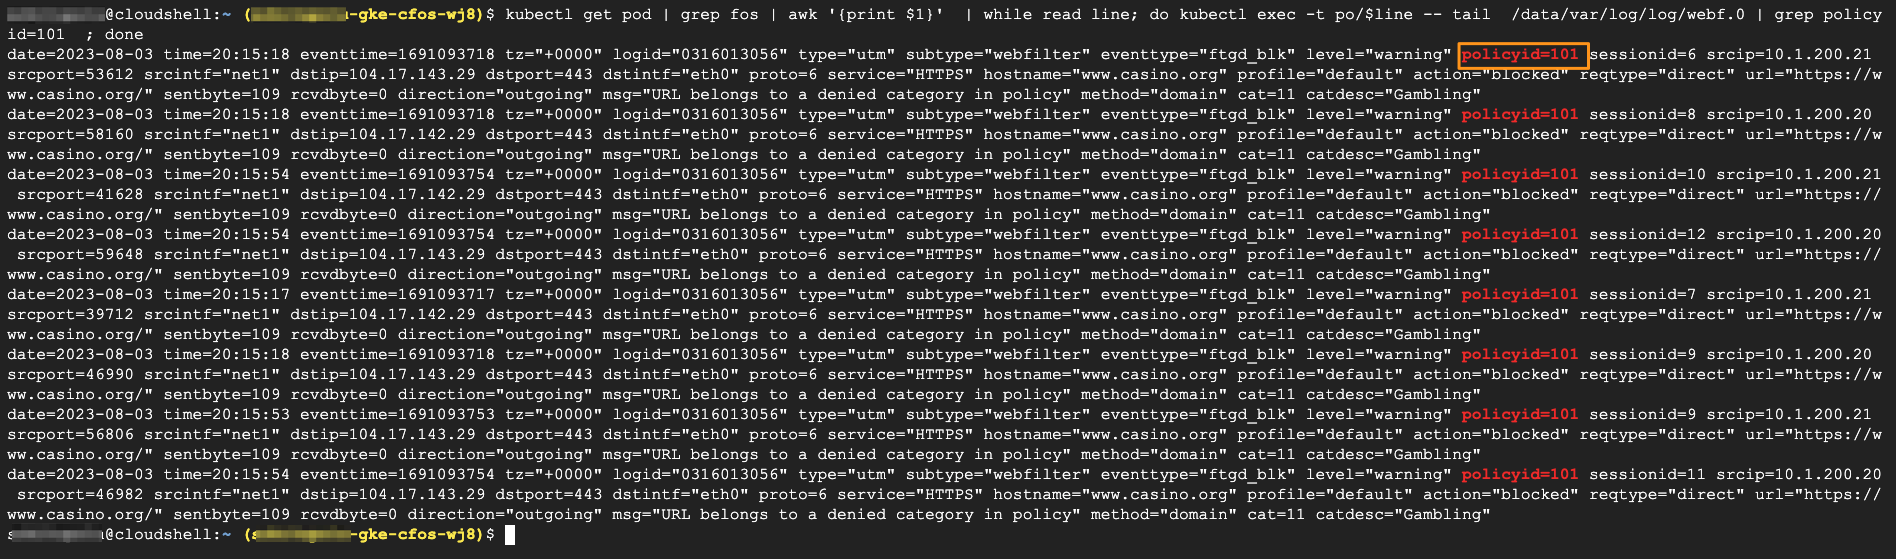 @cloudshell:~ (-gke-cfos-wj8)$ kubectl get pod | grep fos | awk '{print $1}'  | while read line; do kubectl exec -t po/$line -- tail  /data/var/log/log/webf.0 | grep policy
id=101  ; done
date=2023-08-03 time=20:15:18 eventtime=1691093718 tz="+0000" logid="0316013056" type="utm" subtype="webfilter" eventtype="ftgd_blk" level="warning" policyid=101 sessionid=6 srcip=10.1.200.21
srcport=53612 srcintf="net1" dstip=104.17.143.29 dstport=443 dstintf="eth0" proto=6 service="HTTPS" hostname="www.casino.org" profile="default" action="blocked" reqtype="direct" url="https://w
ww.casino.org/" sentbyte=109 rcvdbyte=0 direction="outgoing" msg="URL belongs to a denied category in policy" method="domain" cat=11 catdesc="Gambling"
date=2023-08-03 time=20:15:18 eventtime=1691093718 tz="+0000" logid="0316013056" type="utm" subtype="webfilter" eventtype="ftgd_blk" level="warning" policyid=101 sessionid=8 srcip=10.1.200.20
srcport=58160 srcintf="net1" dstip=104.17.142.29 dstport=443 dstintf="eth0" proto=6 service="HTTPS" hostname="www.casino.org" profile="default" action="blocked" reqtype="direct" url="https://w
ww.casino.org/" sentbyte=109 rcvdbyte=0 direction="outgoing" msg="URL belongs to a denied category in policy" method="domain" cat=11 catdesc="Gambling"
date=2023-08-03 time=20:15:54 eventtime=1691093754 tz="+0000" logid="0316013056" type="utm" subtype="webfilter" eventtype="ftgd_blk" level="warning" policyid=101 sessionid=10 srcip=10.1.200.21
srcport=41628 srcintf="net1" dstip=104.17.142.29 dstport=443 dstintf="eth0" proto=6 service="HTTPS" hostname="www.casino.org" profile="default" action="blocked" reqtype="direct" url="https://
www.casino.org/" sentbyte=109 rcvdbyte=0 direction="outgoing" msg="URL belongs to a denied category in policy" method="domain" cat=11 catdesc="Gambling"
date=2023-08-03 time=20:15:54 eventtime=1691093754 tz="+0000" logid="0316013056" type="utm" subtype="webfilter" eventtype="ftgd_blk" level="warning" policyid=101 sessionid=12 srcip=10.1.200.20
srcport=59648 srcintf="net1" dstip=104.17.143.29 dstport=443 dstintf="eth0" proto=6 service="HTTPS" hostname="www.casino.org" profile="default" action="blocked" reqtype="direct" url="https://
www.casino.org/" sentbyte=109 rcvdbyte=0 direction="outgoing" msg="URL belongs to a denied category in policy" method="domain" cat=11 catdesc="Gambling"
date=2023-08-03 time=20:15:17 eventtime=1691093717 tz="+0000" logid="0316013056" type="utm" subtype="webfilter" eventtype="ftgd_blk" level="warning" policyid=101 sessionid=7 srcip=10.1.200.21
srcport=39712 srcintf="net1" dstip=104.17.142.29 dstport=443 dstintf="eth0" proto=6 service="HTTPS" hostname="www.casino.org" profile="default" action="blocked" reqtype="direct" url="https://w
ww.casino.org/" sentbyte=109 rcvdbyte=0 direction="outgoing" msg="URL belongs to a denied category in policy" method="domain" cat=11 catdesc="Gambling"
date=2023-08-03 time=20:15:18 eventtime=1691093718 tz="+0000" logid="0316013056" type="utm" subtype="webfilter" eventtype="ftgd_blk" level="warning" policyid=101 sessionid=9 srcip=10.1.200.20
srcport=46990 srcintf="net1" dstip=104.17.143.29 dstport=443 dstintf="eth0" proto=6 service="HTTPS" hostname="www.casino.org" profile="default" action="blocked" reqtype="direct" url="https://w
ww.casino.org/" sentbyte=109 rcvdbyte=0 direction="outgoing" msg="URL belongs to a denied category in policy" method="domain" cat=11 catdesc="Gambling"
date=2023-08-03 time=20:15:53 eventtime=1691093753 tz="+0000" logid="0316013056" type="utm" subtype="webfilter" eventtype="ftgd_blk" level="warning" policyid=101 sessionid=9 srcip=10.1.200.21
srcport=56806 srcintf="net1" dstip=104.17.143.29 dstport=443 dstintf="eth0" proto=6 service="HTTPS" hostname="www.casino.org" profile="default" action="blocked" reqtype="direct" url="https://w
ww.casino.org/" sentbyte=109 rcvdbyte=0 direction="outgoing" msg="URL belongs to a denied category in policy" method="domain" cat=11 catdesc="Gambling"
date=2023-08-03 time=20:15:54 eventtime=1691093754 tz="+0000" logid="0316013056" type="utm" subtype="webfilter" eventtype="ftgd_blk" level="warning" policyid=101 sessionid=11 srcip=10.1.200.20
srcport=46982 srcintf="net1" dstip=104.17.143.29 dstport=443 dstintf="eth0" proto=6 service="HTTPS" hostname="www.casino.org" profile="default" action="blocked" reqtype="direct" url="https://
www.casino.org/" sentbyte=109 rcvdbyte=0 direction="outgoing" msg="URL belongs to a denied category in policy" method="domain" cat=11 catdesc="Gambling"
@cloudshell:~ (-gke-cfos-wj8)$